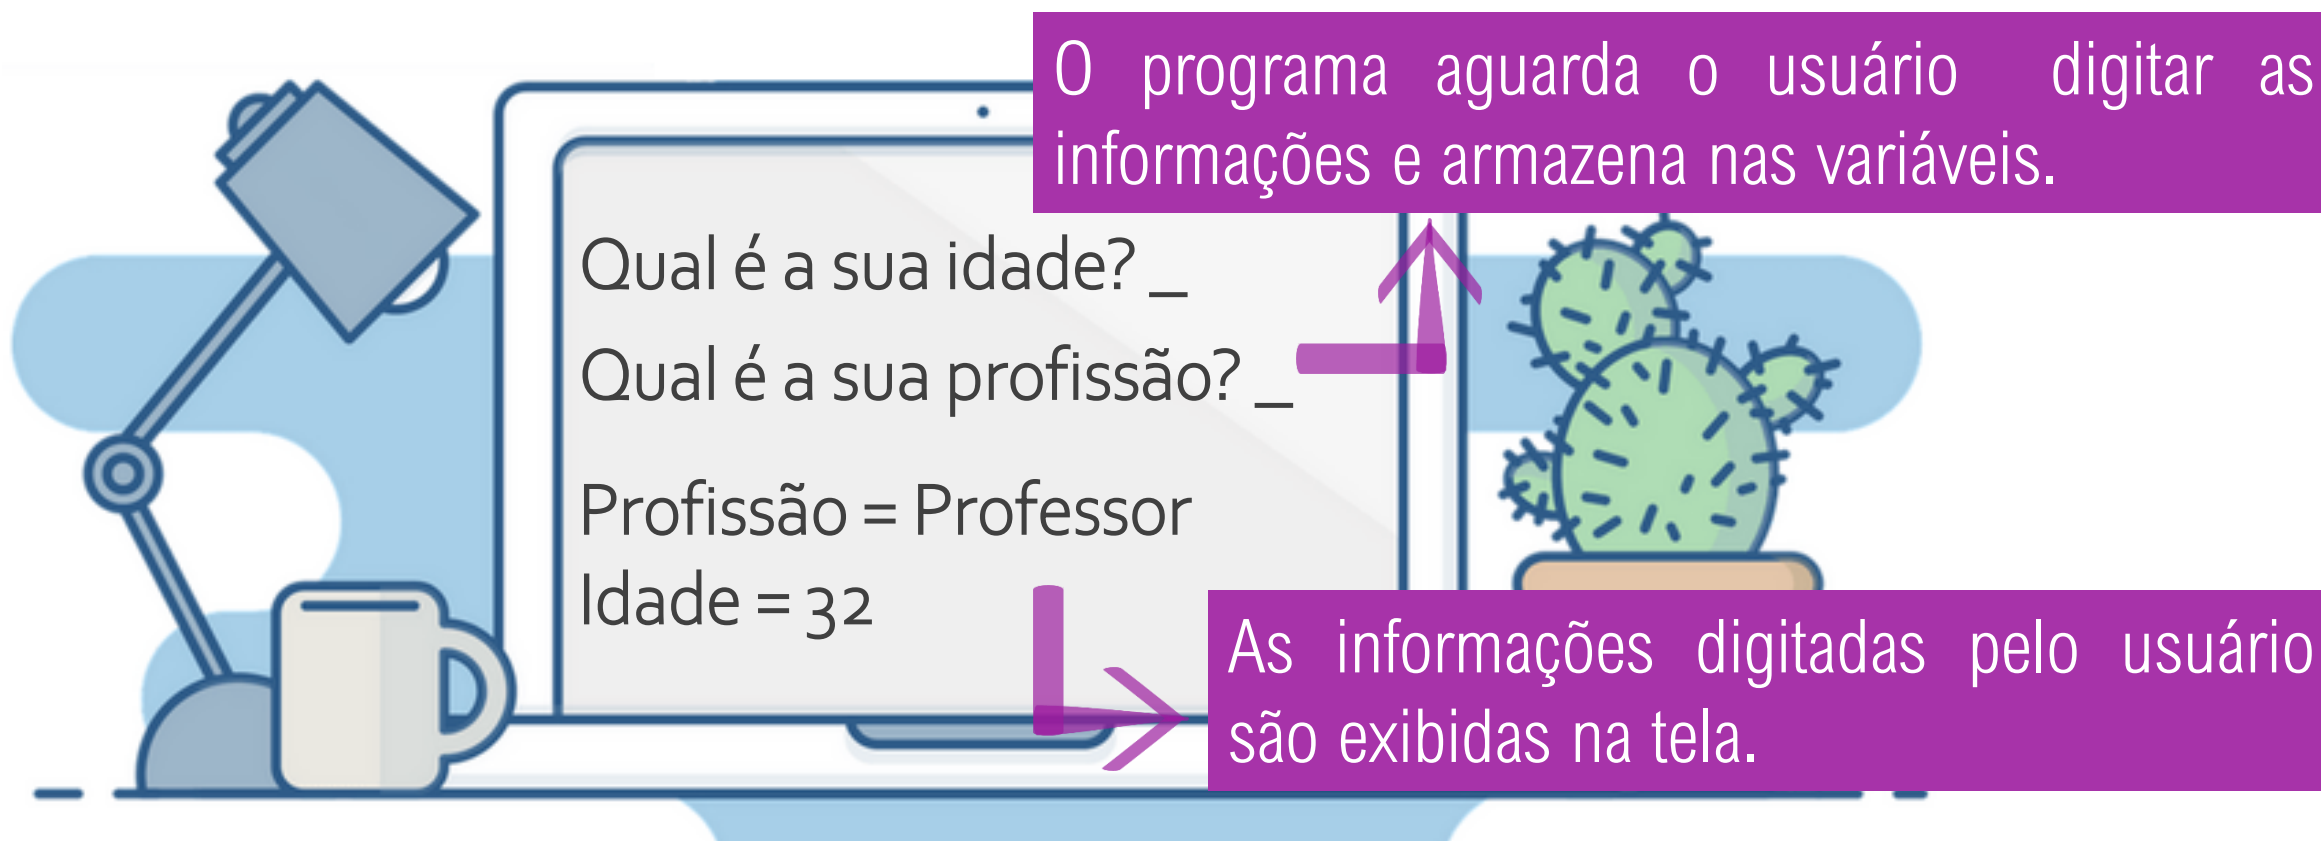 O programa aguarda o usuário digitar as
informações e armazena nas variáveis.
Qual é a sua idade? _
Qual é a sua profissão? _
Profissão = Professor
Idade = 32
As informações digitadas pelo usuário
são exibidas na tela.